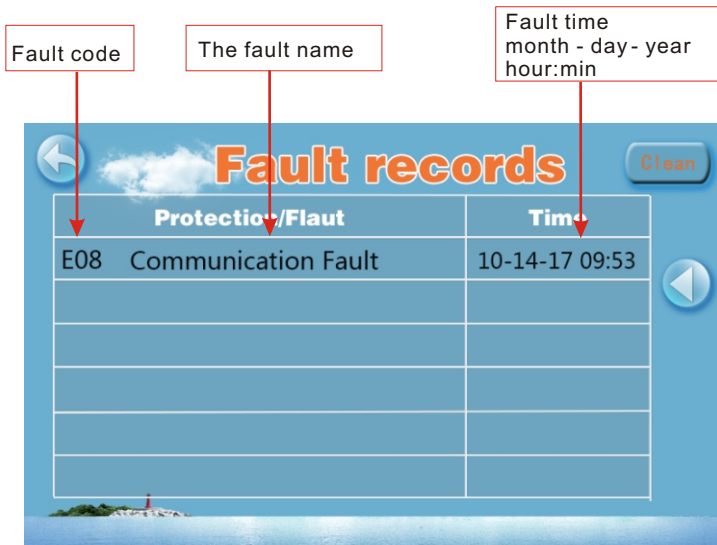 Fault code
The fault name
Fault time
month - day - year
hour:min
Fault records
Clean
Protection/Flaut
Time
E08 Communication Fault 10-14-17 09:53